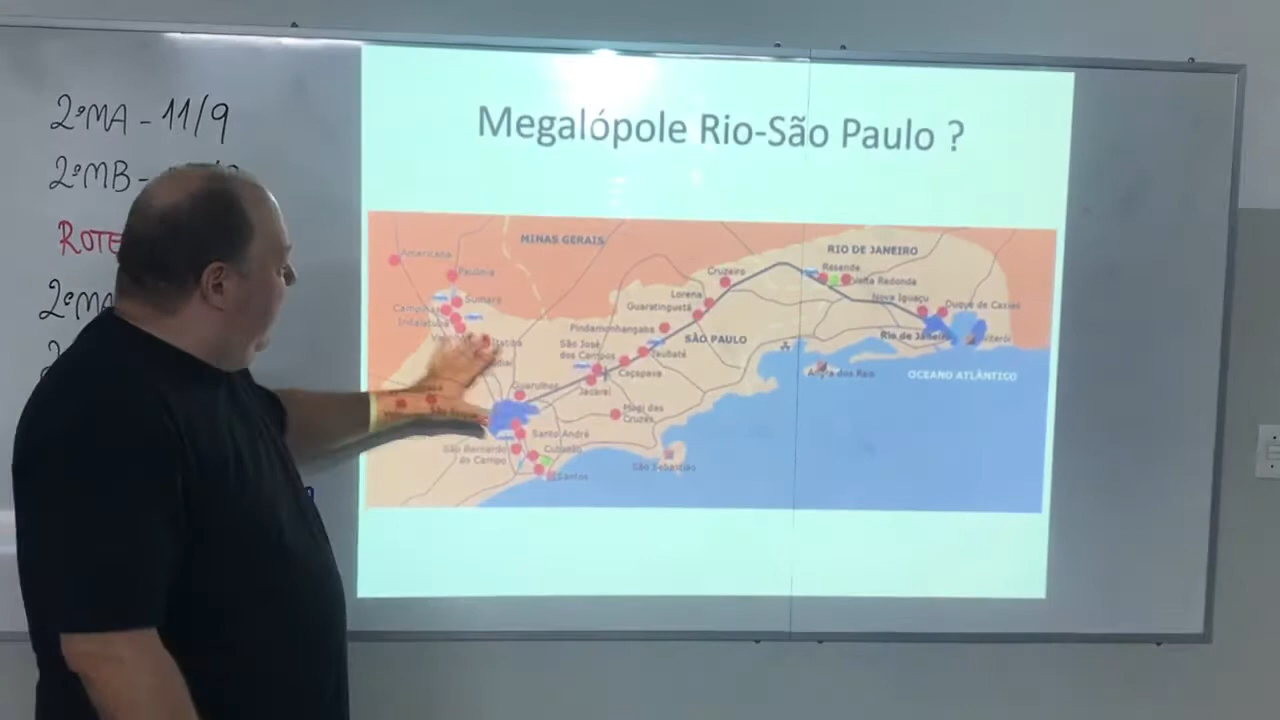 2ºMA - 11/9
2ºMB -
ROTE
2ºMA
Megalópole Rio-São Paulo ?
MINAS GERAIS
RIO DE JANEIRO
Americana
Paulínia
Sumaré
Campinas
Indaiatuba
Itatiba
Cruzeiro
Resende
Volta Redonda
Lorena
Guaratinguetá
Nova Iguaçu
Duque de Caxias
Pindamonhangaba
SÃO PAULO
Rio de Janeiro
Niterói
São José
dos Campos
Taubaté
Caçapava
Angra dos Reis
OCEANO ATLÂNTICO
Guarulhos
Jacareí
Mogi das
Cruzes
Santo André
São Bernardo
do Campo
Cubatão
Santos
São Sebastião